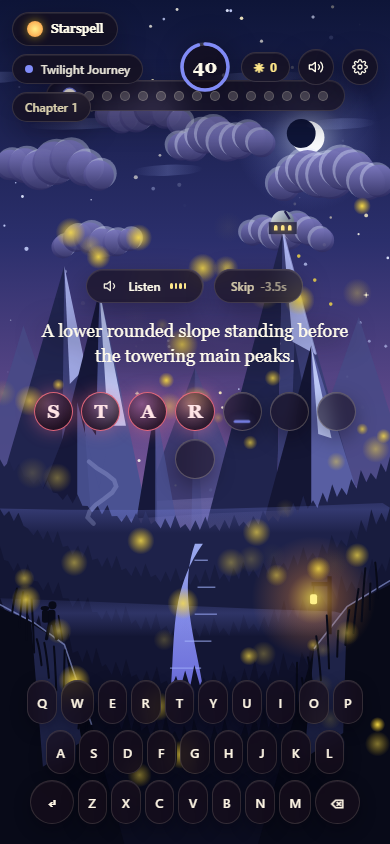 Starspell
Twilight Journey
40
0
Chapter 1
Listen
Skip -3.5s
A lower rounded slope standing before
the towering main peaks.
S T A R
Q W E R T Y U I O P
A S D F G H J K L
Z X C V B N M